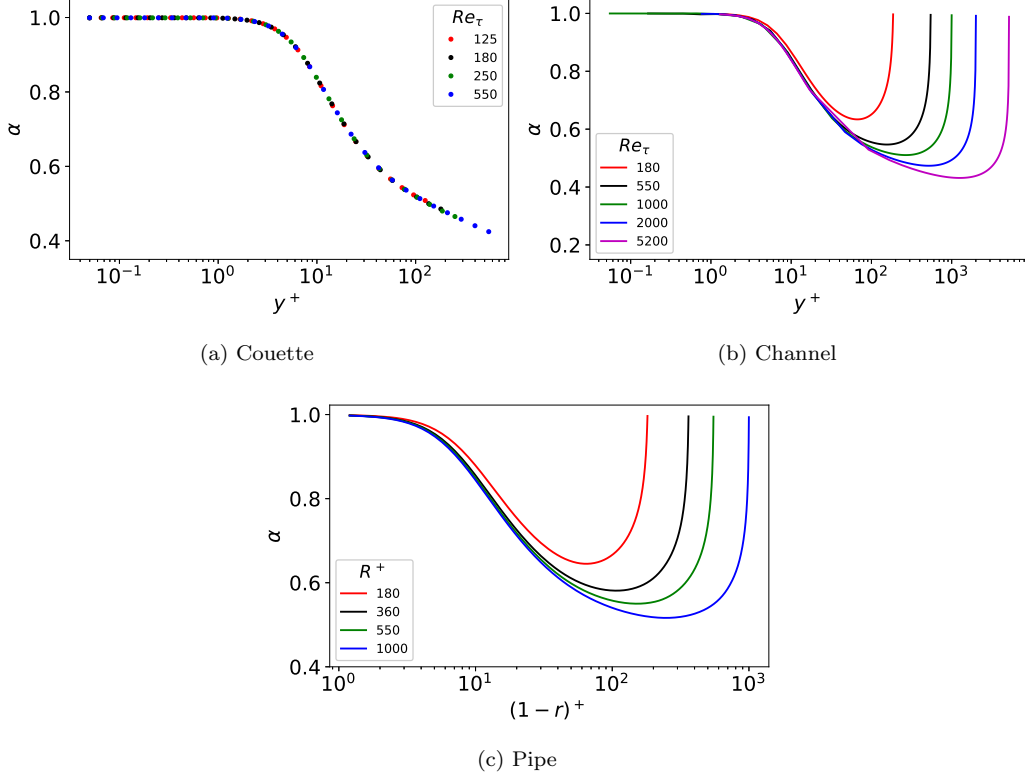 1.0
0.8
0.6
0.4
α
10⁻¹ 10⁰ 10¹ 10²
y⁺
Re_τ
125
180
250
550
(a) Couette
1.0
0.8
0.6
0.4
0.2
α
10⁻¹ 10⁰ 10¹ 10² 10³
y⁺
Re_τ
180
550
1000
2000
5200
(b) Channel
1.0
0.8
0.6
0.4
α
10⁰ 10¹ 10² 10³
(1 − r)⁺
R⁺
180
360
550
1000
(c) Pipe